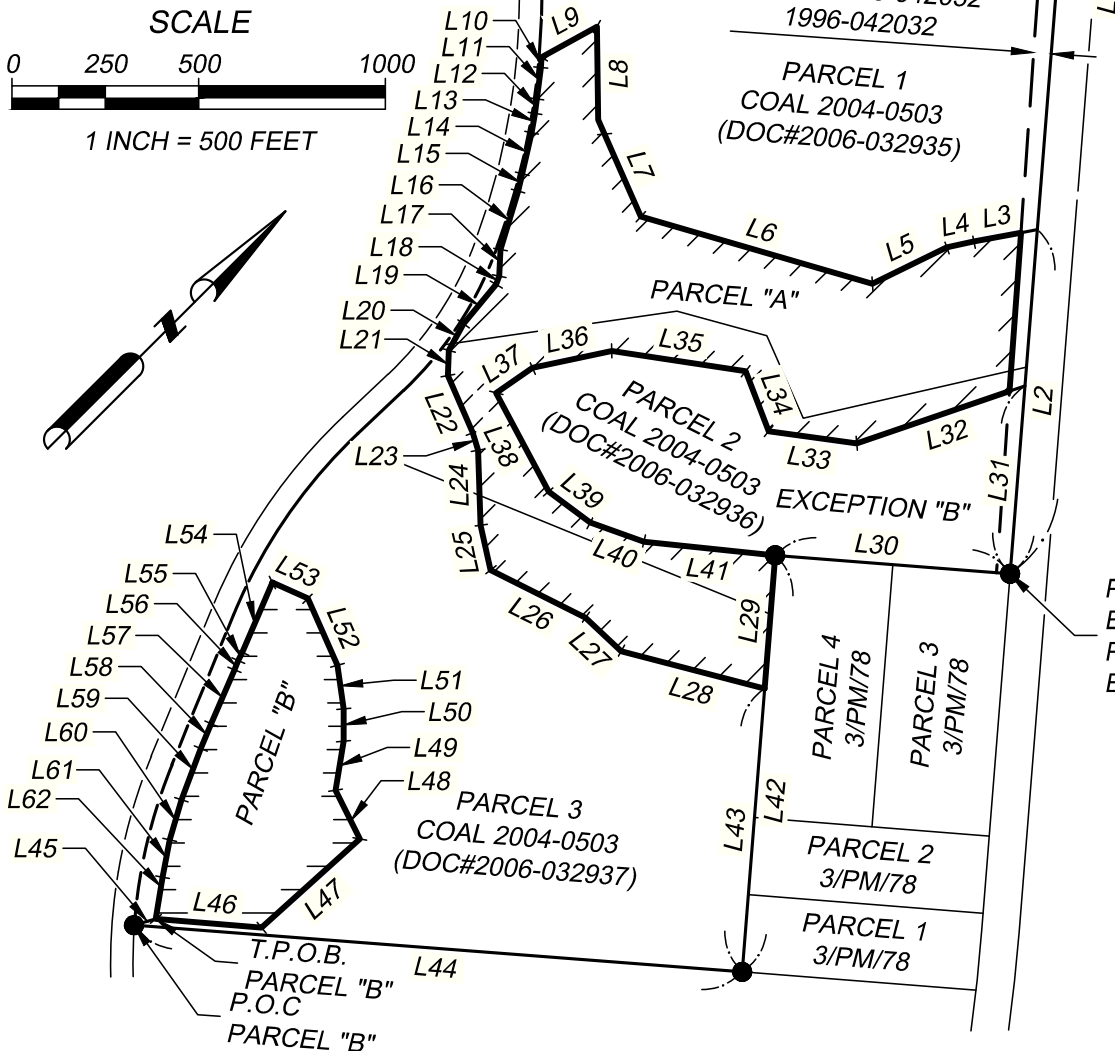 SCALE
0 250 500 1000
1 INCH = 500 FEET
1996-042032
PARCEL 1
COAL 2004-0503
(DOC#2006-032935)
L10
L11
L12
L13
L14
L15
L16
L17
L18
L19
L20
L21
L9
L8
L7
L6
L5
L4
L3
L2
PARCEL "A"
L37
L36
L35
L34
L33
L32
L31
PARCEL 2
COAL 2004-0503
(DOC#2006-032936)
EXCEPTION "B"
L22
L23
L24
L25
L38
L39
L40
L41
L30
L29
L26
L27
L28
L54
L55
L56
L57
L58
L59
L60
L61
L62
L45
L53
L52
L51
L50
L49
L48
L47
L46
PARCEL "B"
PARCEL 3
COAL 2004-0503
(DOC#2006-032937)
L43
L42
L44
PARCEL 4
3/PM/78
PARCEL 3
3/PM/78
PARCEL 2
3/PM/78
PARCEL 1
3/PM/78
T.P.O.B.
PARCEL "B"
P.O.C
PARCEL "B"